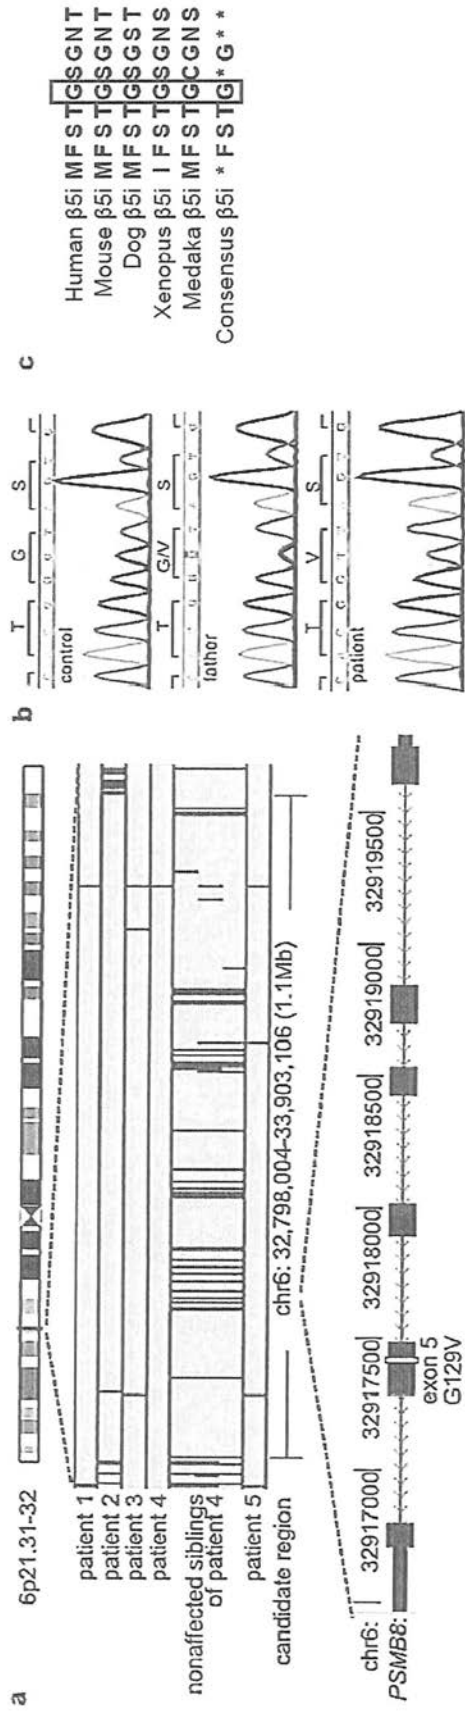 a
6p21.31-32
patient 1
patient 2
patient 3
patient 4
nonaffected siblings
of patient 4
patient 5
candidate region
chr6: 32,798,004-33,903,106 (1.1Mb)
chr6:
32917000
32917500
32918000
32918500
32919000
32919500
PSMB8:
exon 5
G129V
b
T G S
control
T G/V S
father
T V S
patient
c
Human β5i M F S T G S G N T
Mouse β5i M F S T G S G N T
Dog β5i M F S T G S G S T
Xenopus β5i I F S T G S G N S
Medaka β5i M F S T G C G N S
Consensus β5i * F S T G * G * *